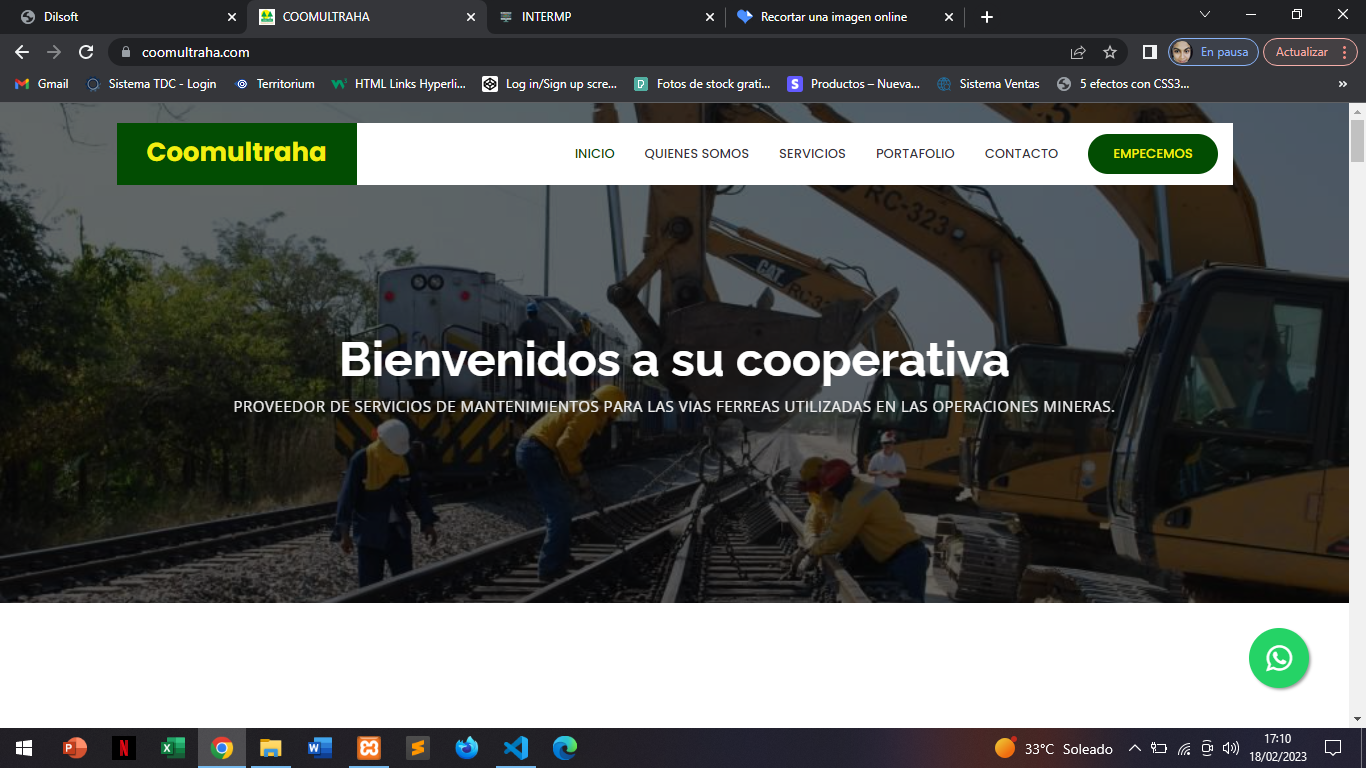 Dilsoft
COOMULTRAHA
INTERMP
Recortar una imagen online
coomultraha.com
En pausa
Actualizar
Gmail
Sistema TDC - Login
Territorium
HTML Links Hyperli...
Log in/Sign up scre...
Fotos de stock grati...
Productos – Nueva...
Sistema Ventas
5 efectos con CSS3...
»
Coomultraha
INICIO
QUIENES SOMOS
SERVICIOS
PORTAFOLIO
CONTACTO
EMPECEMOS
RC-323
CAT
RC-32
Bienvenidos a su cooperativa
PROVEEDOR DE SERVICIOS DE MANTENIMIENTOS PARA LAS VIAS FERREAS UTILIZADAS EN LAS OPERACIONES MINERAS.
33°C Soleado
17:10
18/02/2023